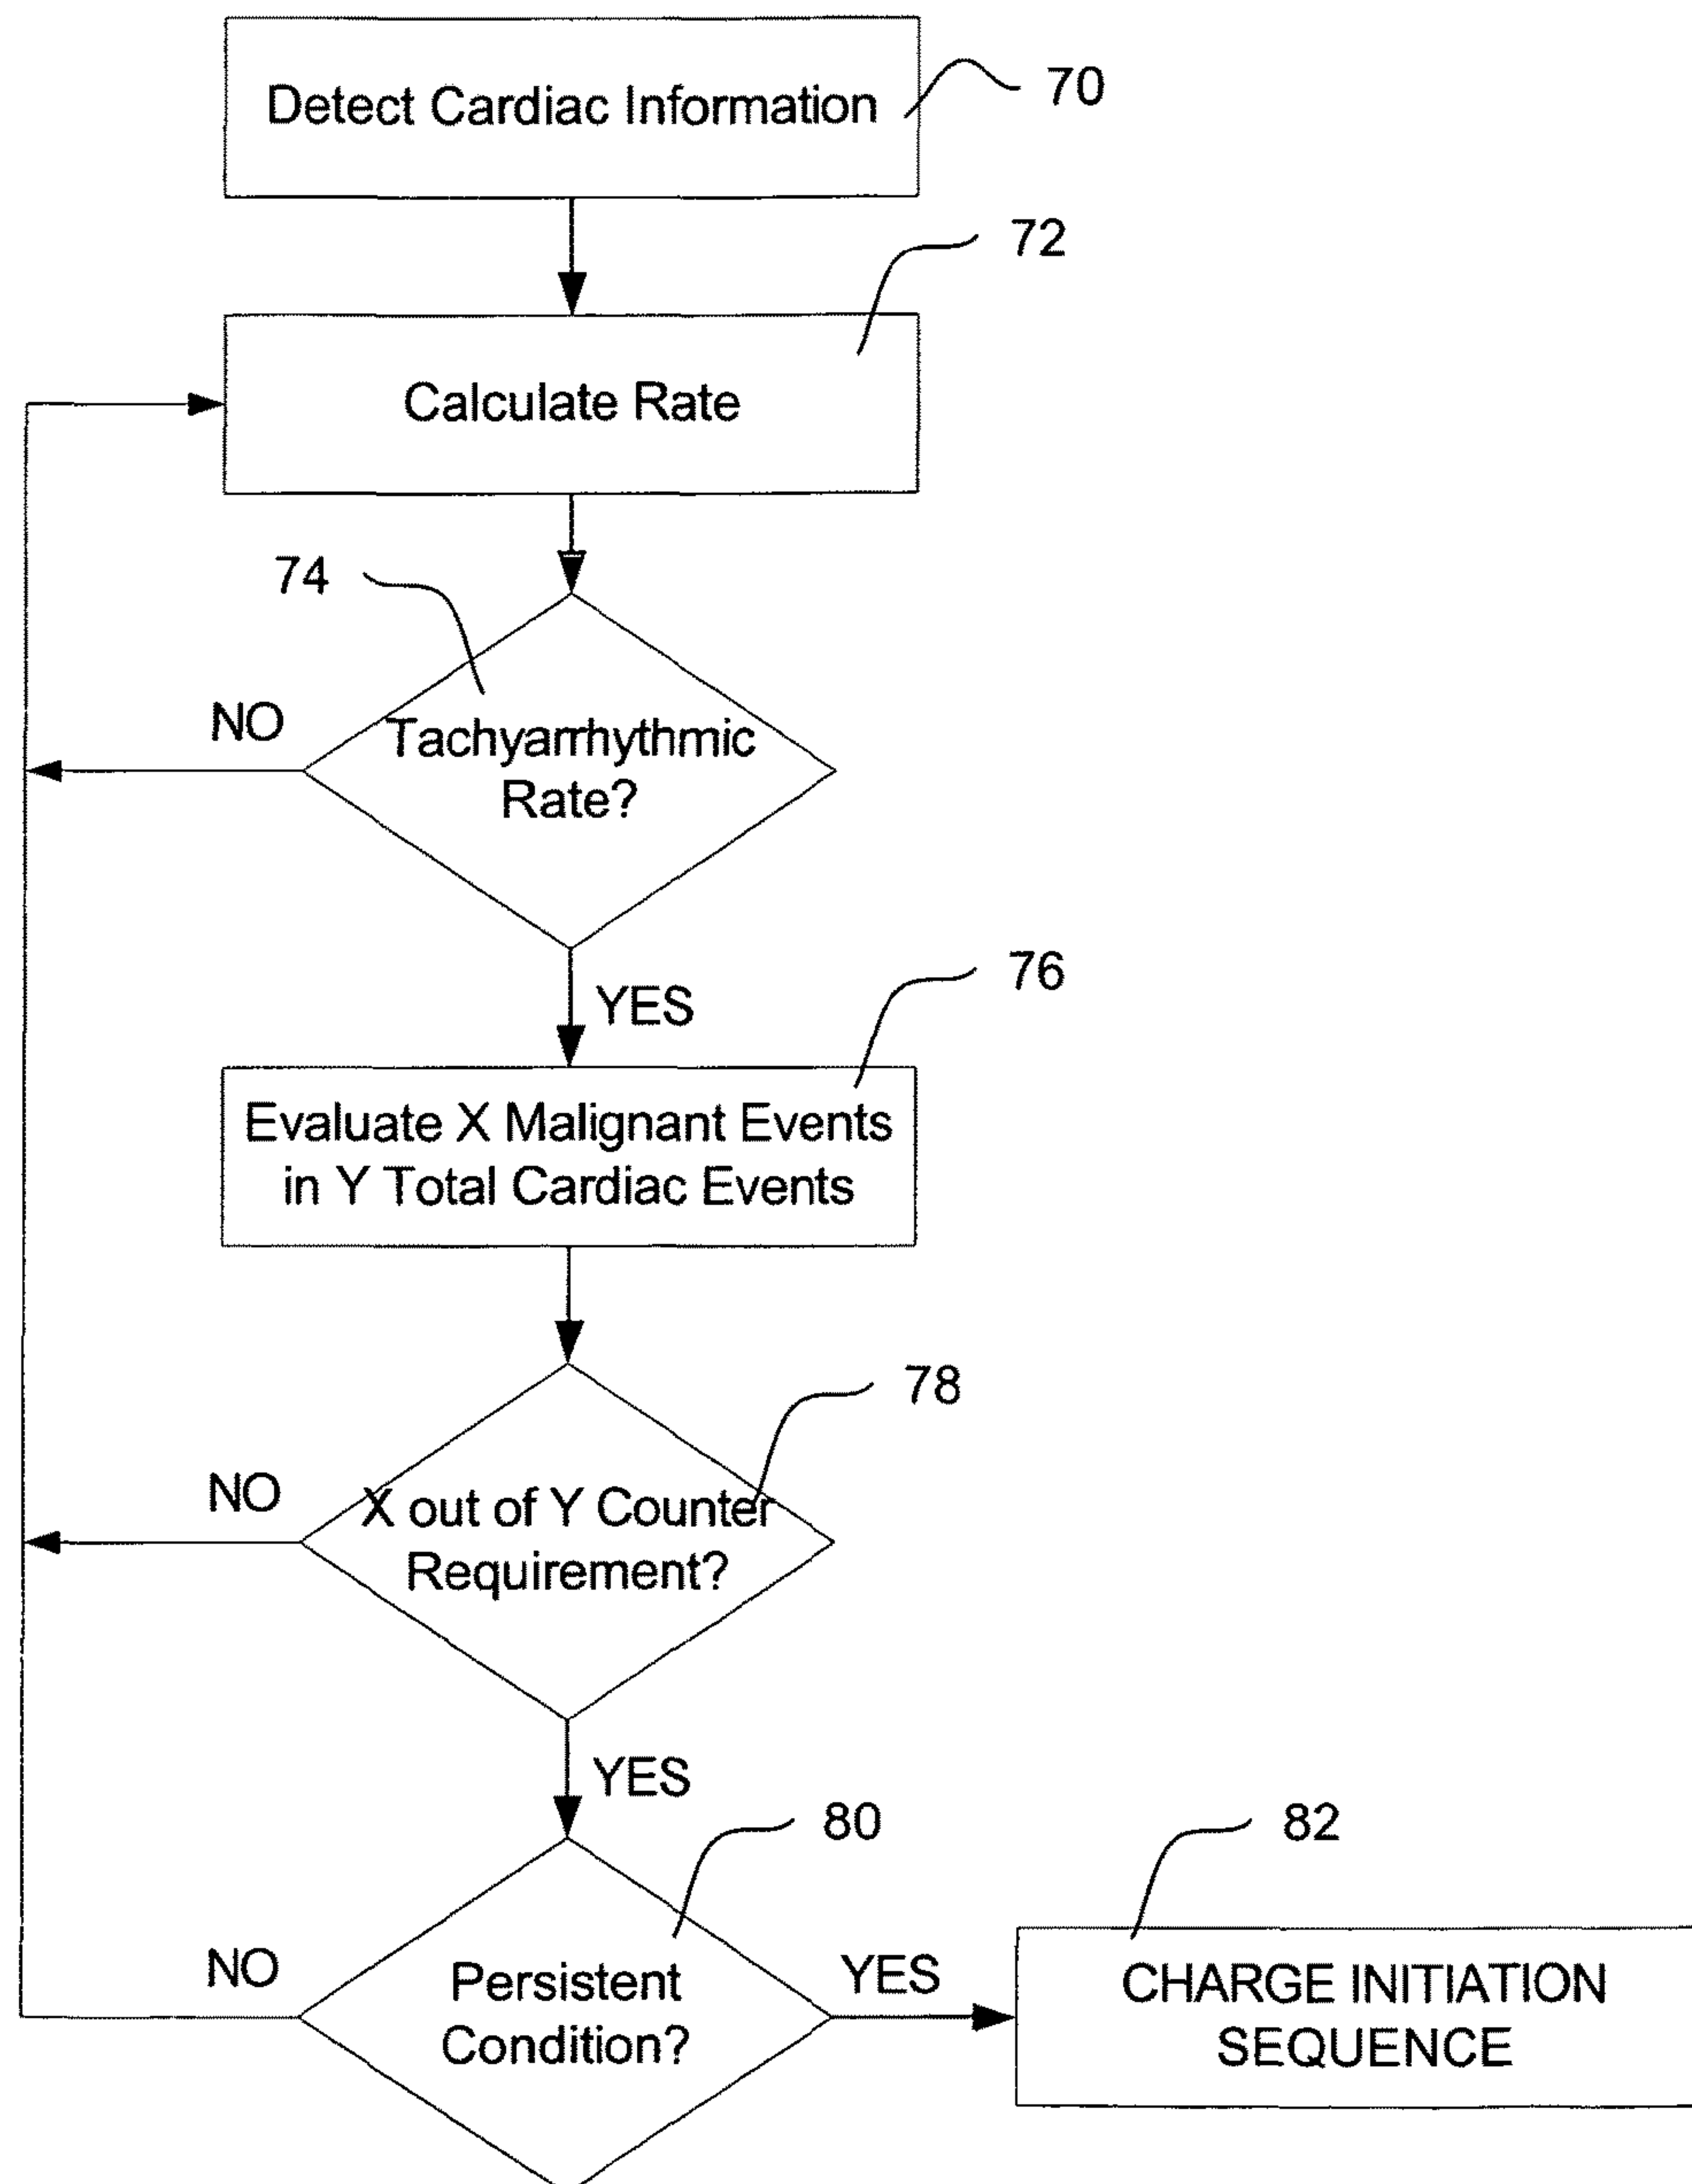 Detect Cardiac Information
70
72
Calculate Rate
74
NO
Tachyarrhythmic
Rate?
YES
76
Evaluate X Malignant Events
in Y Total Cardiac Events
78
NO
X out of Y Counter
Requirement?
YES
80
82
NO
Persistent
Condition?
YES
CHARGE INITIATION
SEQUENCE